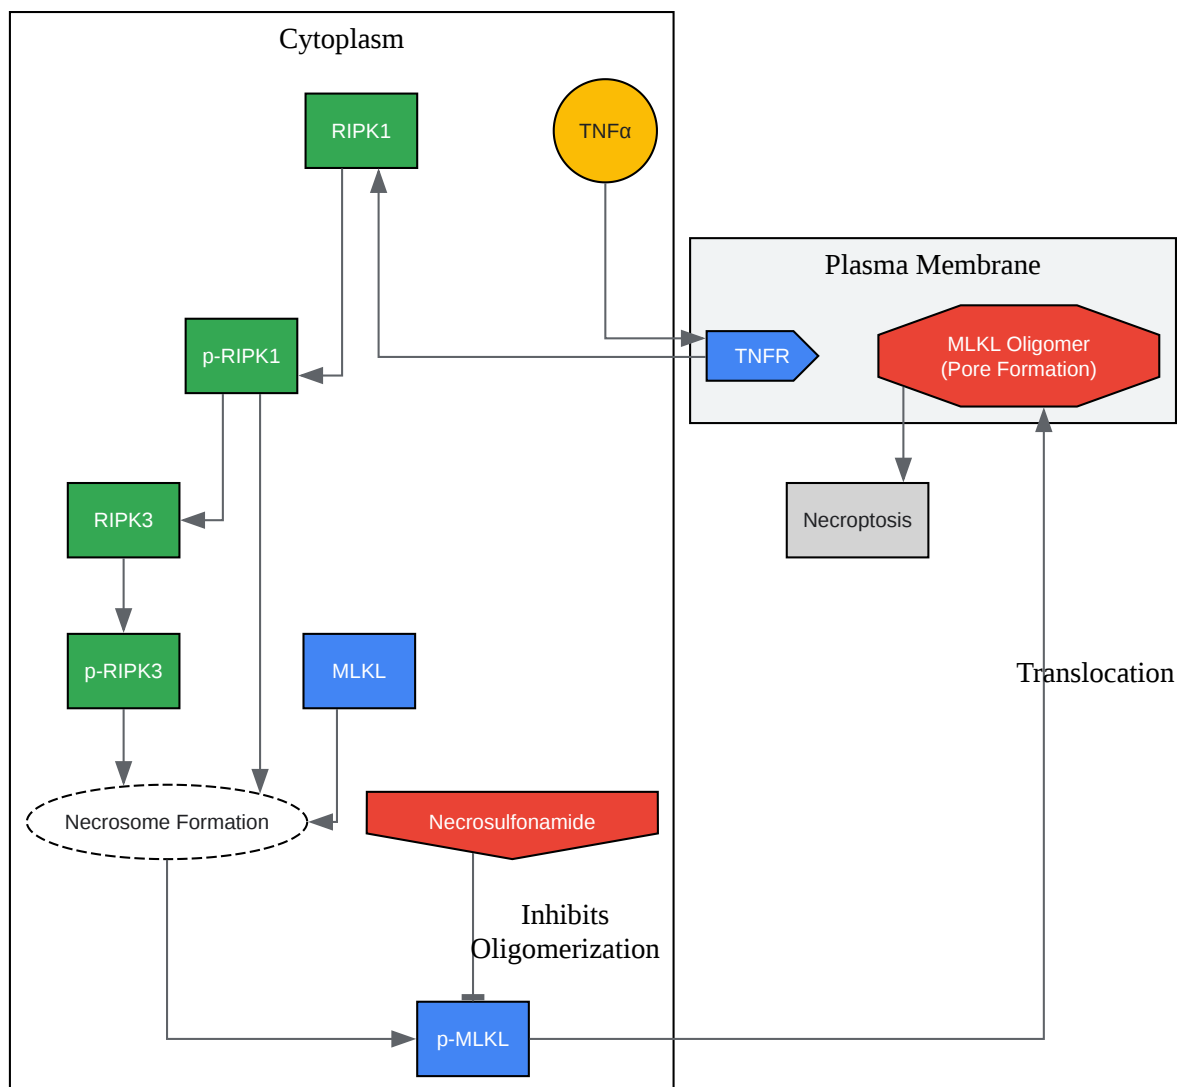 Cytoplasm
RIPK1
TNFα
Plasma Membrane
p-RIPK1
TNFR
MLKL Oligomer
(Pore Formation)
RIPK3
Necroptosis
p-RIPK3
MLKL
Translocation
Necrosome Formation
Necrosulfonamide
Inhibits
Oligomerization
p-MLKL